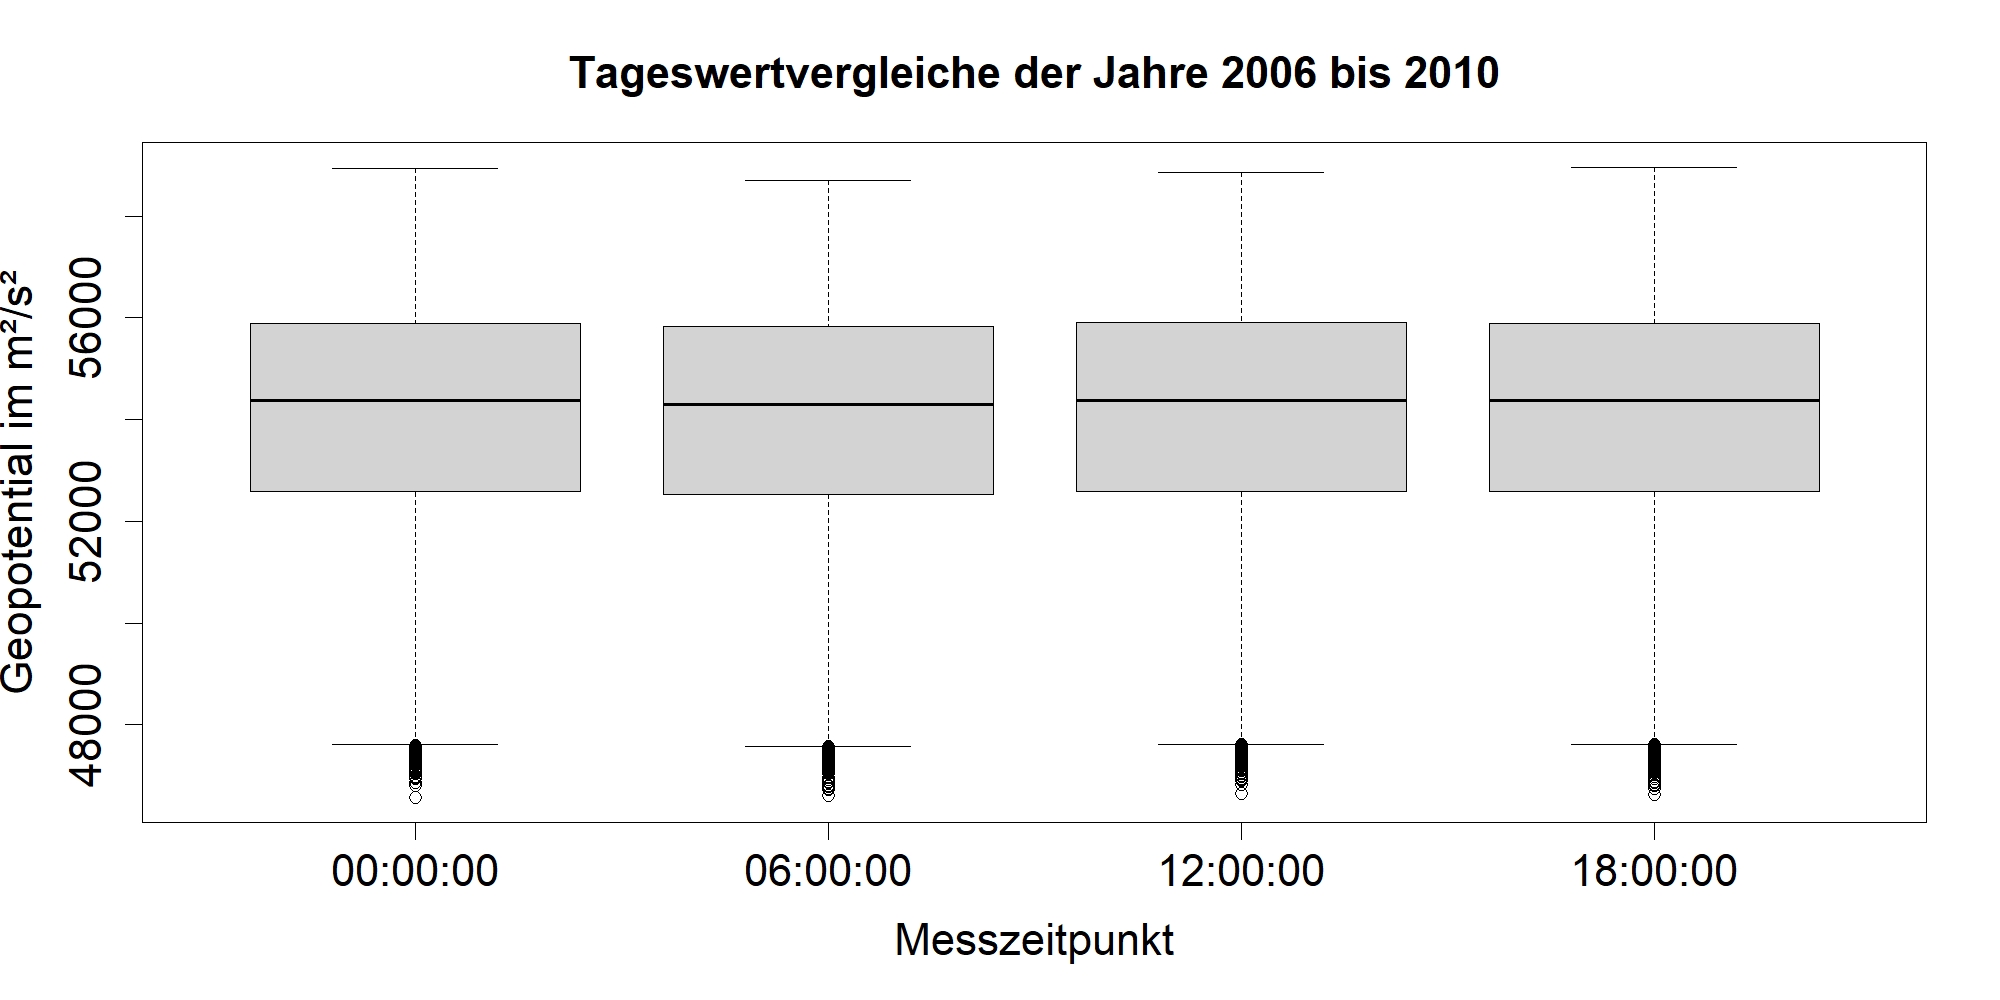 Tageswertvergleiche der Jahre 2006 bis 2010
Geopotential im m²/s²
56000
52000
48000
00:00:00 06:00:00 12:00:00 18:00:00
Messzeitpunkt